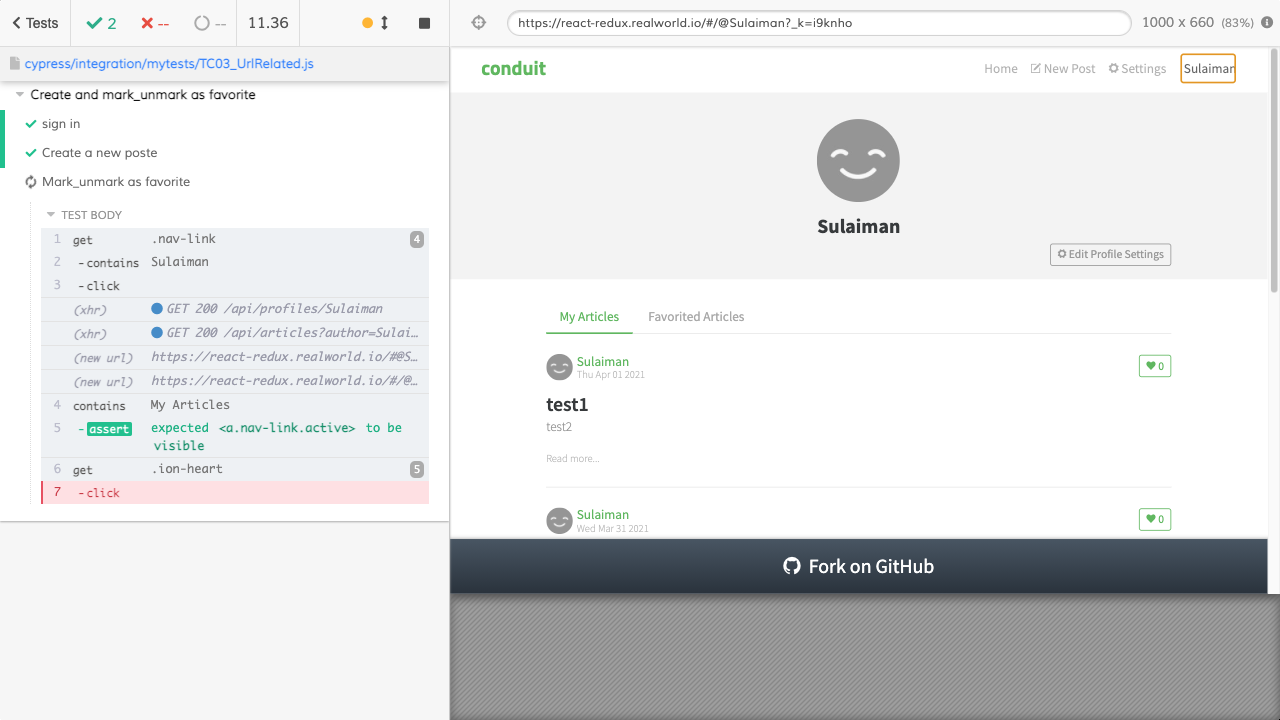 Tests
2
--
--
11.36
https://react-redux.realworld.io/#/@Sulaiman?_k=i9knho
1000 x 660 (83%)
cypress/integration/mytests/TC03_UrlRelated.js
Create and mark_unmark as favorite
sign in
Create a new poste
Mark_unmark as favorite
TEST BODY
1 get .nav-link 4
2 - contains Sulaiman
3 - click
(xhr) GET 200 /api/profiles/Sulaiman
(xhr) GET 200 /api/articles?author=Sulai...
(new url) https://react-redux.realworld.io/#@S...
(new url) https://react-redux.realworld.io/#/@...
4 contains My Articles
5 - assert expected <a.nav-link.active> to be
visible
6 get .ion-heart 5
7 - click
conduit
Home New Post Settings Sulaiman
Sulaiman
Edit Profile Settings
My Articles Favorited Articles
Sulaiman
Thu Apr 01 2021
0
test1
test2
Read more...
Sulaiman
Wed Mar 31 2021
0
Fork on GitHub